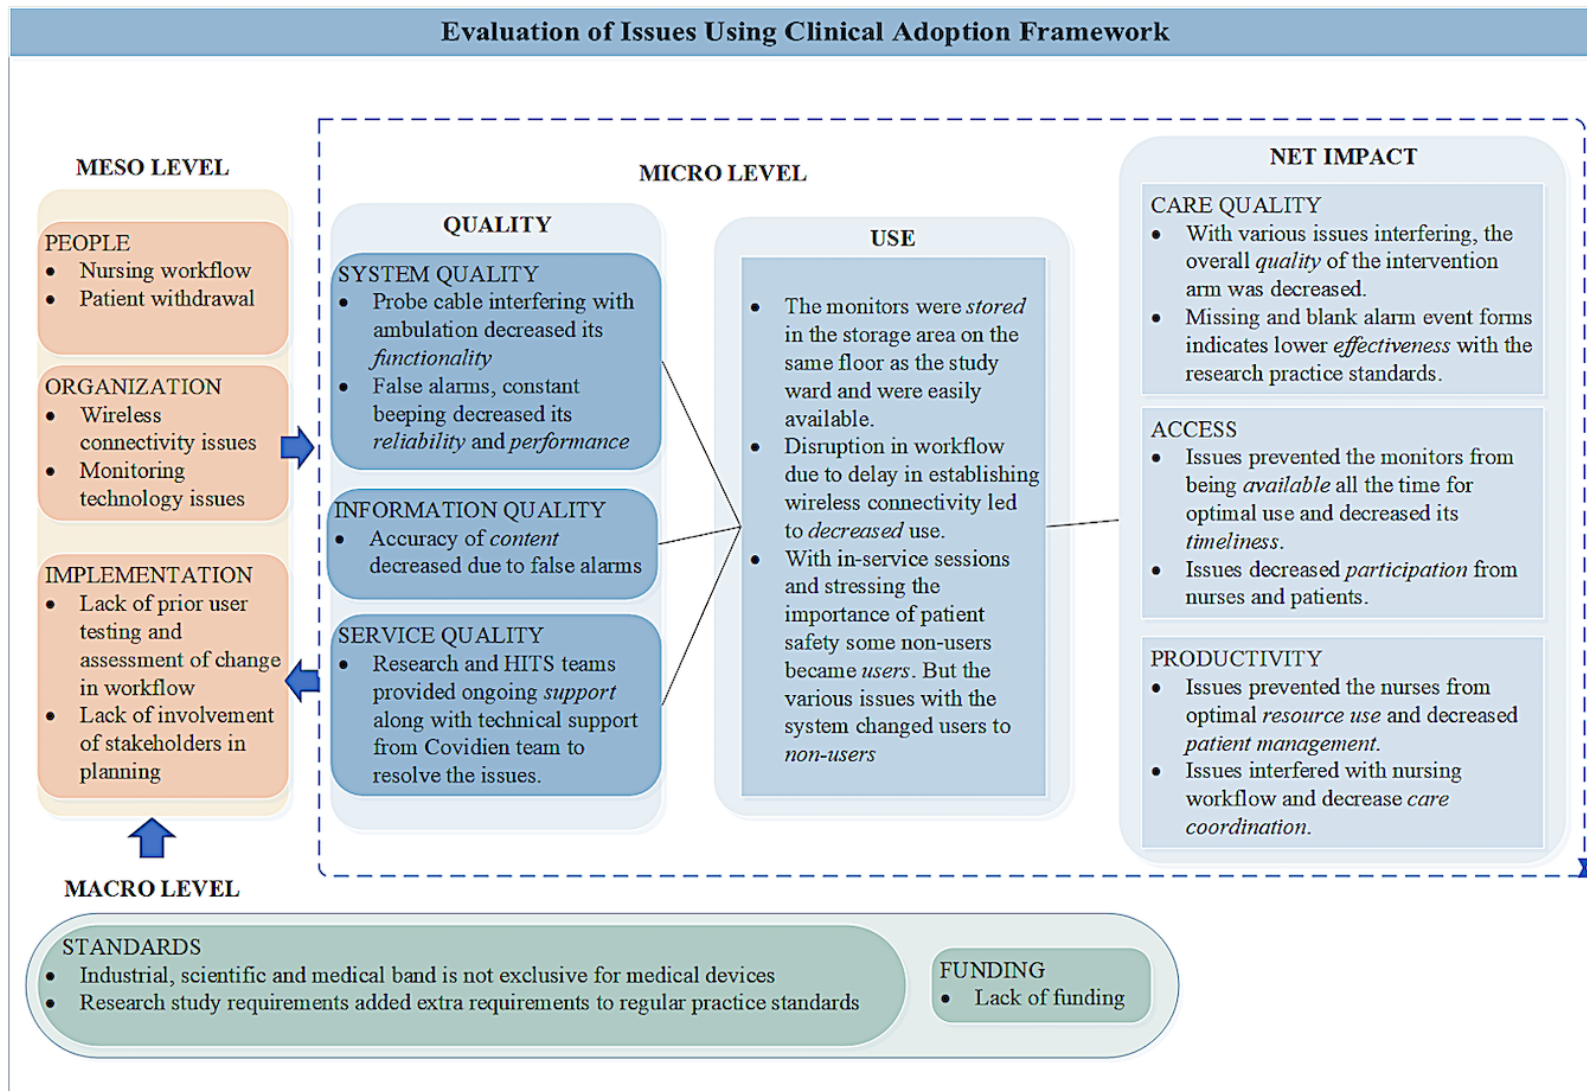 Evaluation of Issues Using Clinical Adoption Framework
MESO LEVEL
PEOPLE
• Nursing workflow
• Patient withdrawal
ORGANIZATION
• Wireless
connectivity issues
• Monitoring
technology issues
IMPLEMENTATION
• Lack of prior user
testing and
assessment of change
in workflow
• Lack of involvement
of stakeholders in
planning
MICRO LEVEL
QUALITY
SYSTEM QUALITY
• Probe cable interfering with
ambulation decreased its
functionality
• False alarms, constant
beeping decreased its
reliability and performance
INFORMATION QUALITY
• Accuracy of content
decreased due to false alarms
SERVICE QUALITY
• Research and HITS teams
provided ongoing support
along with technical support
from Covidien team to
resolve the issues.
USE
• The monitors were stored
in the storage area on the
same floor as the study
ward and were easily
available.
• Disruption in workflow
due to delay in establishing
wireless connectivity led
to decreased use.
• With in-service sessions
and stressing the
importance of patient
safety some non-users
became users. But the
various issues with the
system changed users to
non-users
NET IMPACT
CARE QUALITY
• With various issues interfering, the
overall quality of the intervention
arm was decreased.
• Missing and blank alarm event forms
indicates lower effectiveness with the
research practice standards.
ACCESS
• Issues prevented the monitors from
being available all the time for
optimal use and decreased its
timeliness.
• Issues decreased participation from
nurses and patients.
PRODUCTIVITY
• Issues prevented the nurses from
optimal resource use and decreased
patient management.
• Issues interfered with nursing
workflow and decrease care
coordination.
MACRO LEVEL
STANDARDS
• Industrial, scientific and medical band is not exclusive for medical devices
• Research study requirements added extra requirements to regular practice standards
FUNDING
• Lack of funding